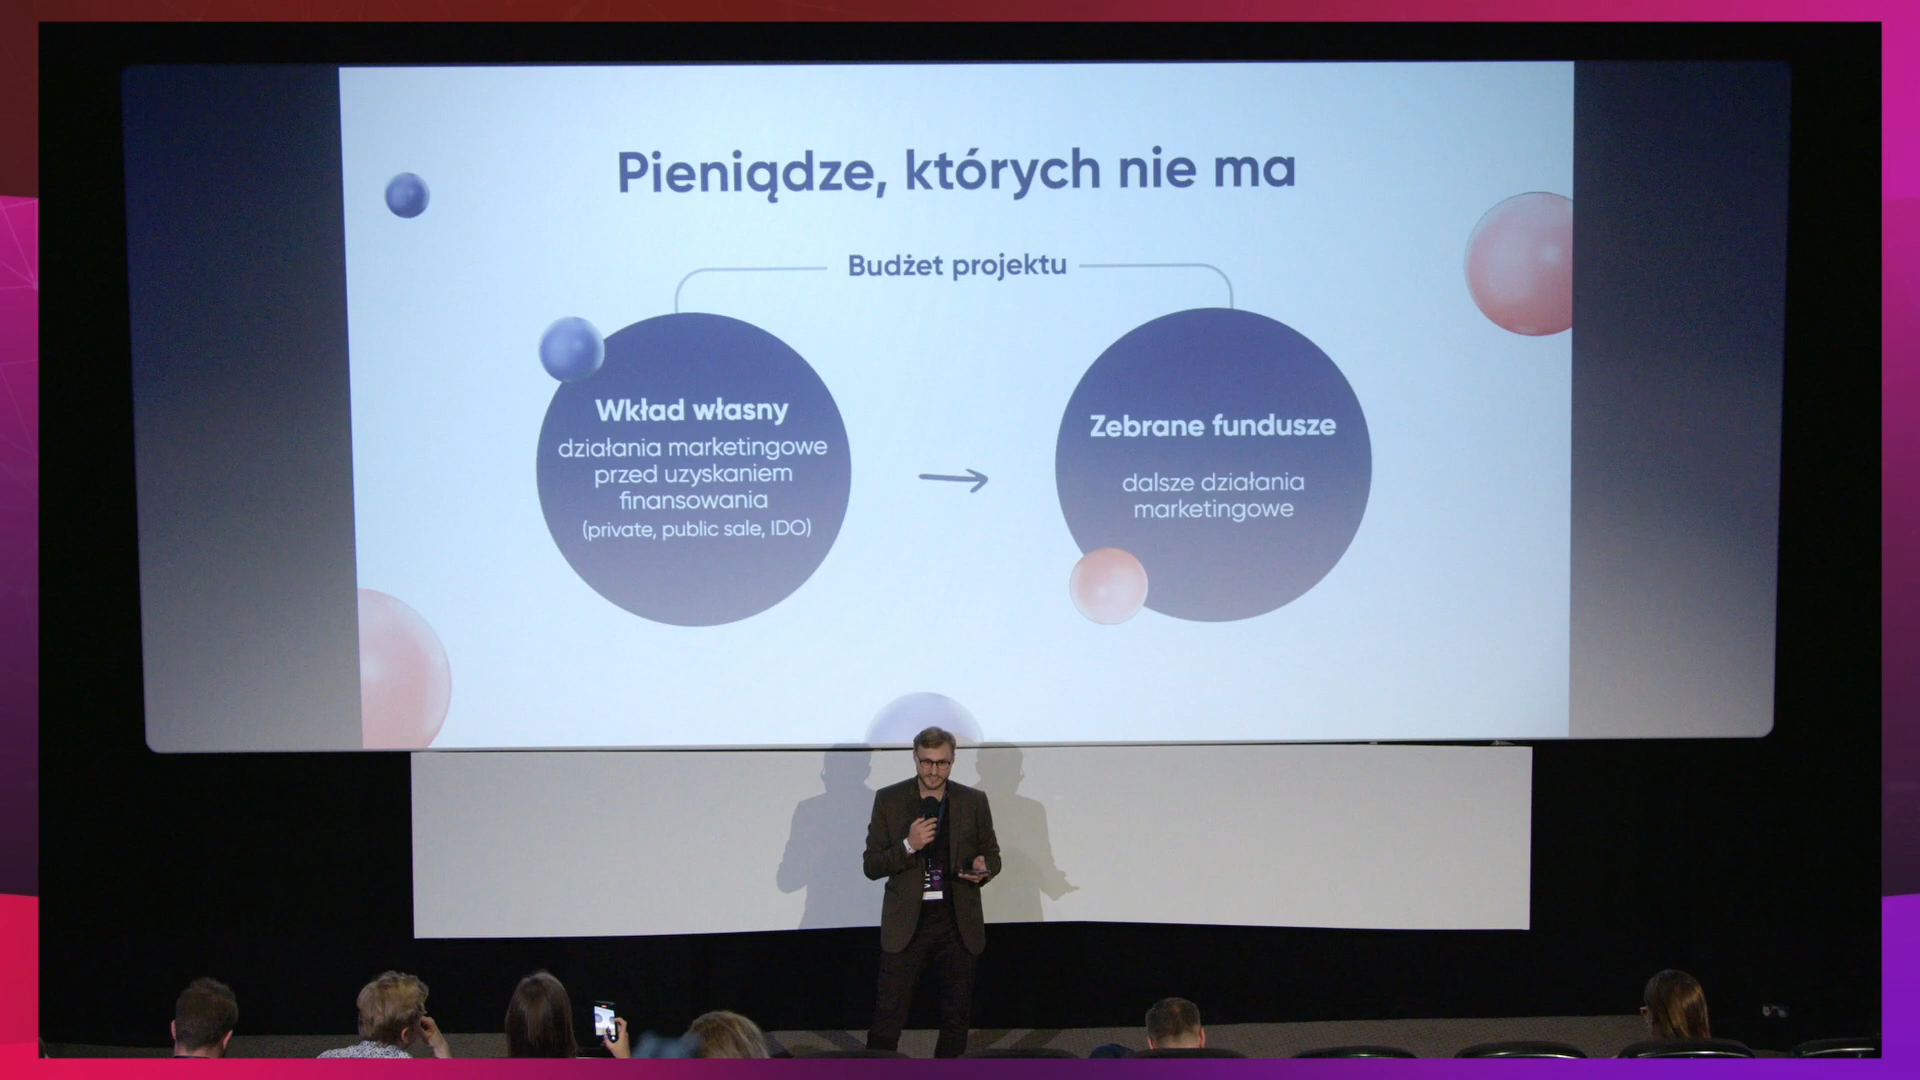 Pieniądze, których nie ma
Budżet projektu
Wkład własny
działania marketingowe
przed uzyskaniem
finansowania
(private, public sale, IDO)
Zebrane fundusze
dalsze działania
marketingowe
VIP